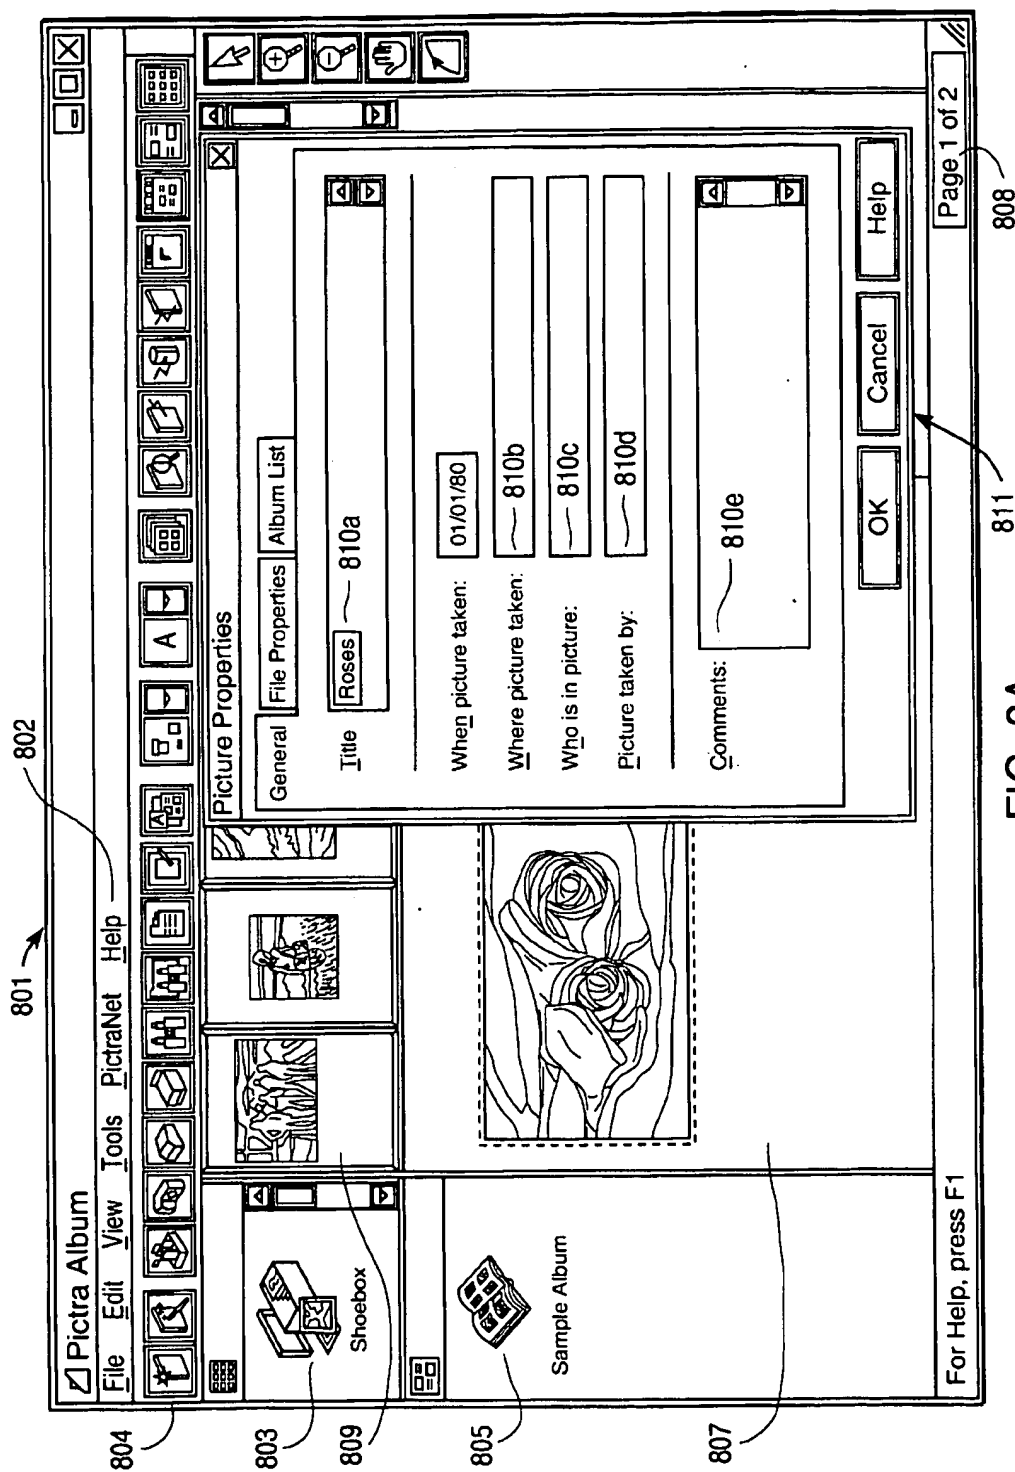 801
802
Pictra Album
File Edit View Tools PictraNet Help
804
A
A
803
Shoebox
809
805
Sample Album
807
Picture Properties
General File Properties Album List
Title Roses 810a
When picture taken: 01/01/80
Where picture taken: 810b
Who is in picture: 810c
Picture taken by: 810d
Comments: 810e
OK Cancel Help
811
For Help, press F1
Page 1 of 2
808